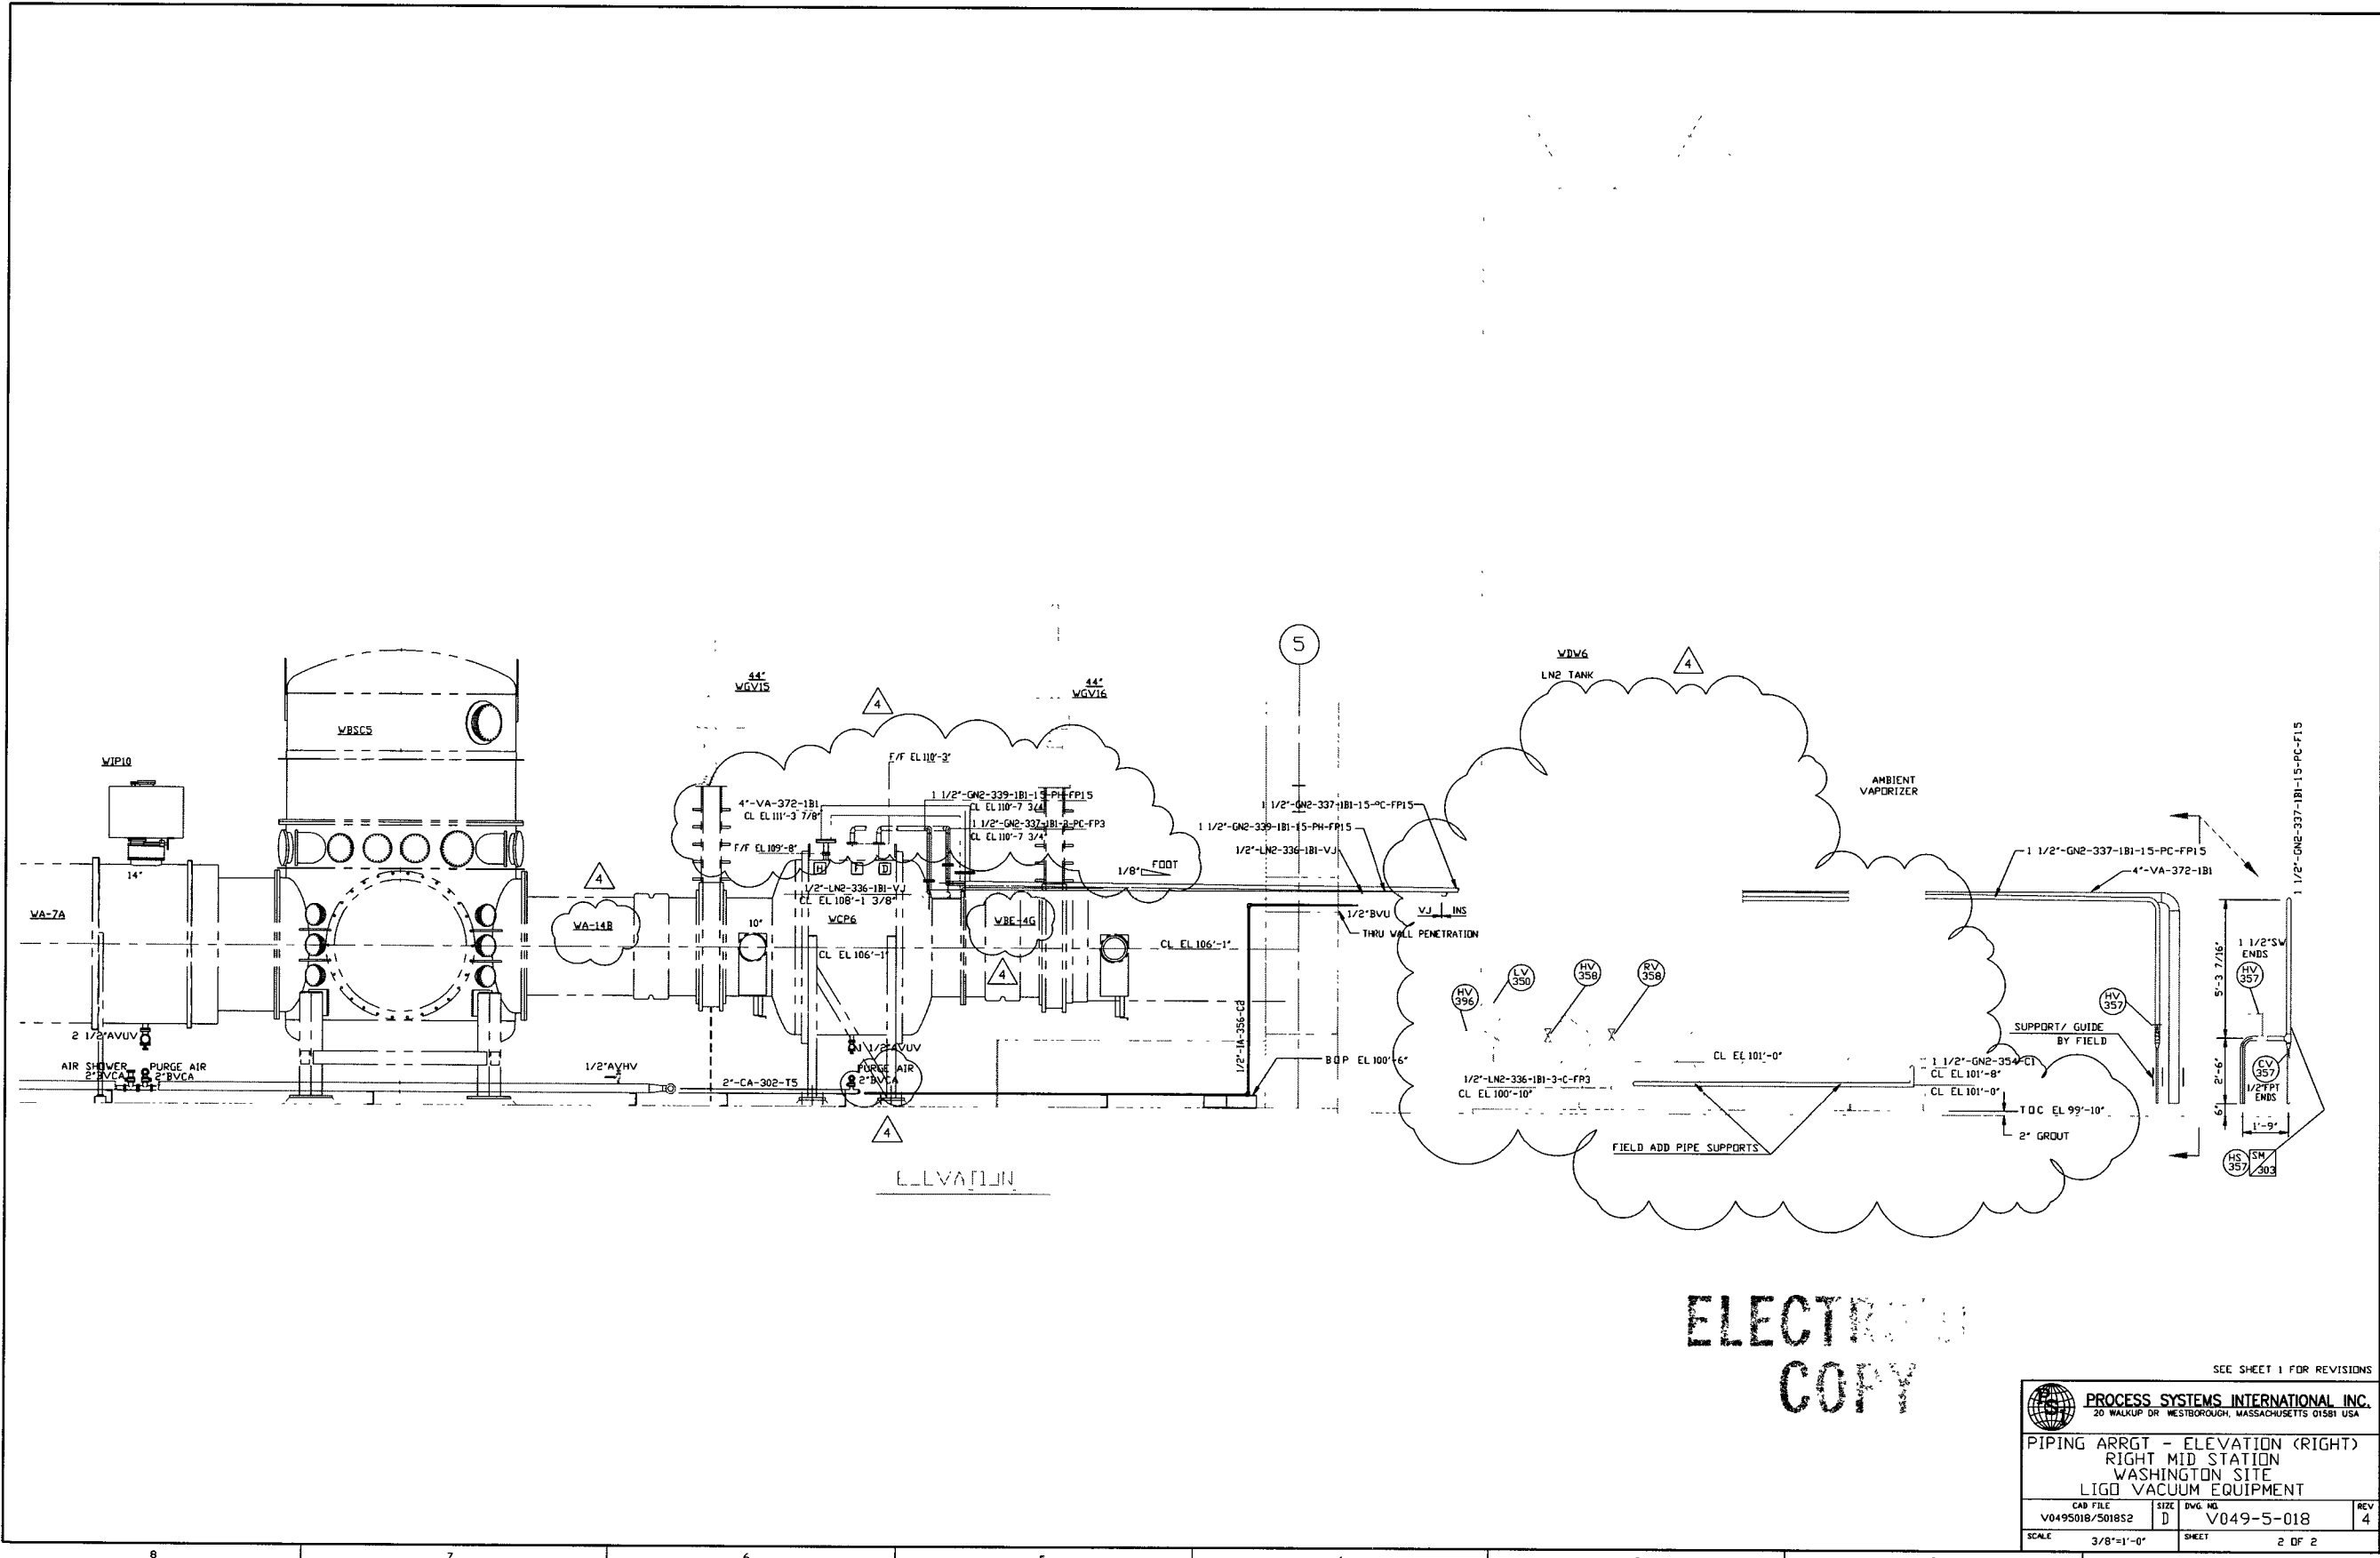 5
WDW6
LN2 TANK
4
44"
WGV15
4
44"
WGV16
WBSC5
WIP10
14"
WA-7A
F/F EL 110'-3"
4"-VA-372-1B1
CL EL 111'-3 7/8"
1 1/2"-GN2-339-1B1-15-PH-FP15
CL EL 110'-7 3/4"
1 1/2"-GN2-337-1B1-3-PC-FP3
CL EL 110'-7 3/4"
F/F EL 109'-8"
H
F
D
1/2"-LN2-336-1B1-VJ
CL EL 108'-1 3/8"
1/8"
FOOT
1 1/2"-GN2-337-1B1-15-PC-FP15
1 1/2"-GN2-339-1B1-15-PH-FP15
1/2"-LN2-336-1B1-VJ
AMBIENT
VAPORIZER
1 1/2"-GN2-337-1B1-15-PC-FP15
4"-VA-372-1B1
1 1/2"-GN2-337-1B1-15-PC-F15
4
WA-14B
10"
WCP6
CL EL 106'-1"
WBE-4G
4
CL EL 106'-1"
1/2"BVU
VJ
INS
THRU WALL PENETRATION
HV
396
LV
350
HV
358
RV
358
HV
357
SUPPORT/ GUIDE
BY FIELD
1 1/2"SW
ENDS
HV
357
5'-3 7/16"
2'-6"
6"
CV
357
1/2"FPT
ENDS
1'-9"
HS
357
SM
303
2 1/2"AVUV
AIR SHOWER
2"BVCA
PURGE AIR
2"BVCA
1/2"AVHV
2"-CA-302-T5
1 1/2"AVUV
PURGE AIR
2"BVCA
4
1/2"-IA-356-C2
BOP EL 100'-6"
1/2"-LN2-336-1B1-3-C-FP3
CL EL 100'-10"
CL EL 101'-0"
1 1/2"-GN2-354-C1
CL EL 101'-8"
CL EL 101'-0"
TOC EL 99'-10"
2" GROUT
FIELD ADD PIPE SUPPORTS
ELEVATION
COPY
SEE SHEET 1 FOR REVISIONS
PSI
PROCESS SYSTEMS INTERNATIONAL INC.
20 WALKUP DR WESTBOROUGH, MASSACHUSETTS 01581 USA
PIPING ARRGT - ELEVATION (RIGHT)
RIGHT MID STATION
WASHINGTON SITE
LIGO VACUUM EQUIPMENT
CAD FILE
V0495018/5018S2
SIZE
D
DWG. NO.
V049-5-018
REV
4
SCALE
3/8"=1'-0"
SHEET
2 OF 2
8
7
6